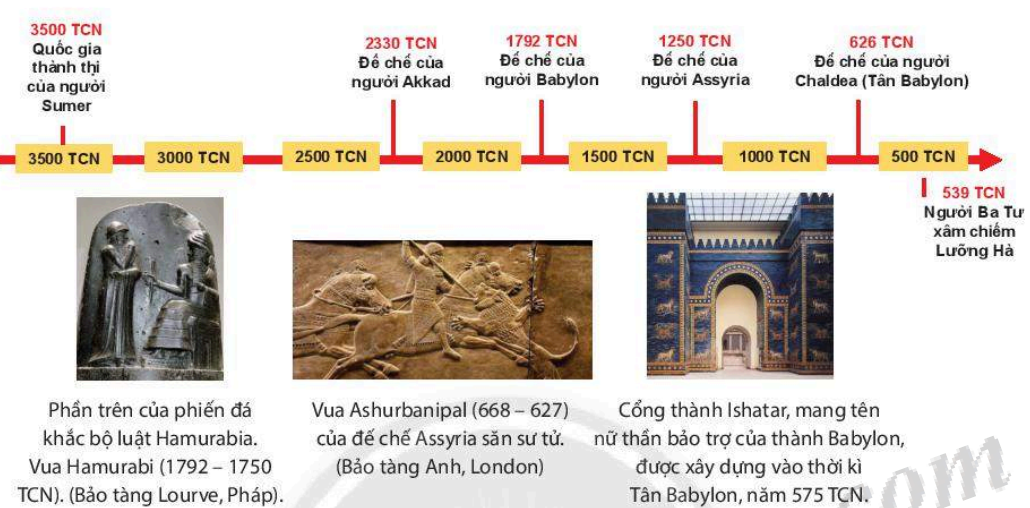 3500 TCN
Quốc gia
thành thị
của người
Sumer
2330 TCN
Đế chế của
người Akkad
1792 TCN
Đế chế của
người Babylon
1250 TCN
Đế chế của
người Assyria
626 TCN
Đế chế của người
Chaldea (Tân Babylon)
3500 TCN
3000 TCN
2500 TCN
2000 TCN
1500 TCN
1000 TCN
500 TCN
539 TCN
Người Ba Tư
xâm chiếm
Lưỡng Hà
Phần trên của phiến đá
khắc bộ luật Hamurabia.
Vua Hamurabi (1792 – 1750
TCN). (Bảo tàng Lourve, Pháp).
Vua Ashurbanipal (668 – 627)
của đế chế Assyria săn sư tử.
(Bảo tàng Anh, London)
Cổng thành Ishatar, mang tên
nữ thần bảo trợ của thành Babylon,
được xây dựng vào thời kì
Tân Babylon, năm 575 TCN.
.com